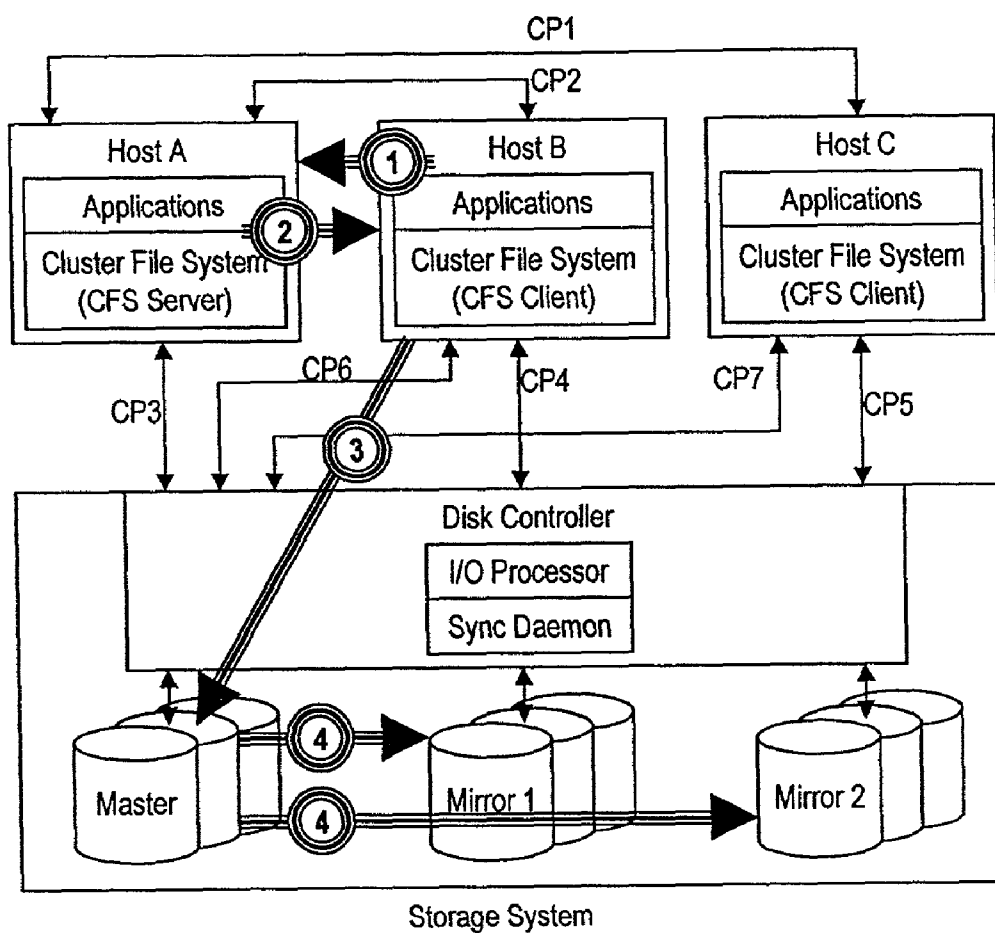 CP1
CP2
Host A
Applications
Cluster File System
(CFS Server)
1
2
Host B
Applications
Cluster File System
(CFS Client)
Host C
Applications
Cluster File System
(CFS Client)
CP3
CP6
CP4
CP7
CP5
3
Disk Controller
I/O Processor
Sync Daemon
Master
4
4
Mirror 1
Mirror 2
Storage System